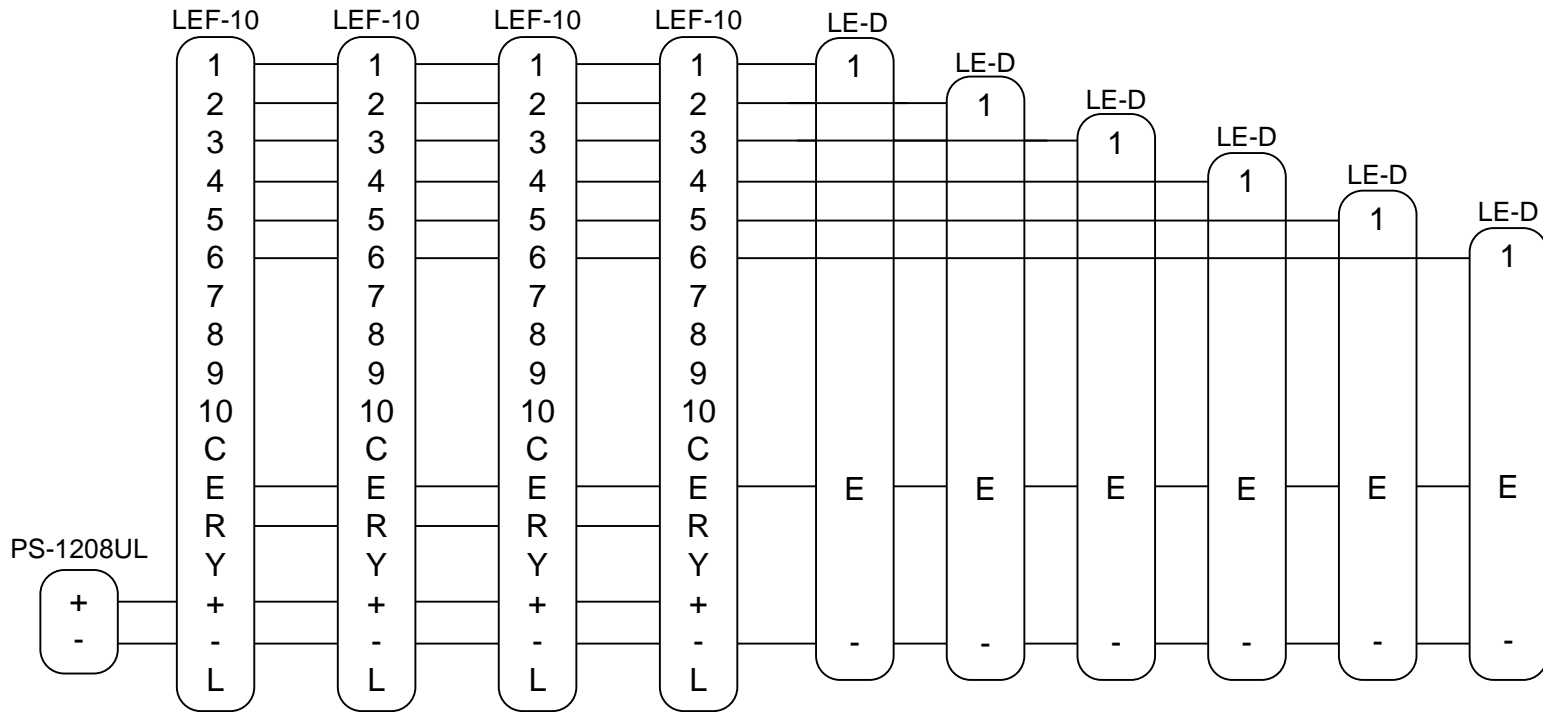 LEF-10 LEF-10 LEF-10 LEF-10 LE-D
1 1 1 1 1
LE-D
2 2 2 2 1
LE-D
3 3 3 3 1
LE-D
4 4 4 4 1
LE-D
5 5 5 5 1
LE-D
6 6 6 6 1
7 7 7 7
8 8 8 8
9 9 9 9
10 10 10 10
C C C C
E E E E E E E E E E
R R R R
PS-1208UL
Y Y Y Y
+ + + + +
- - - - - - - - - - -
L L L L